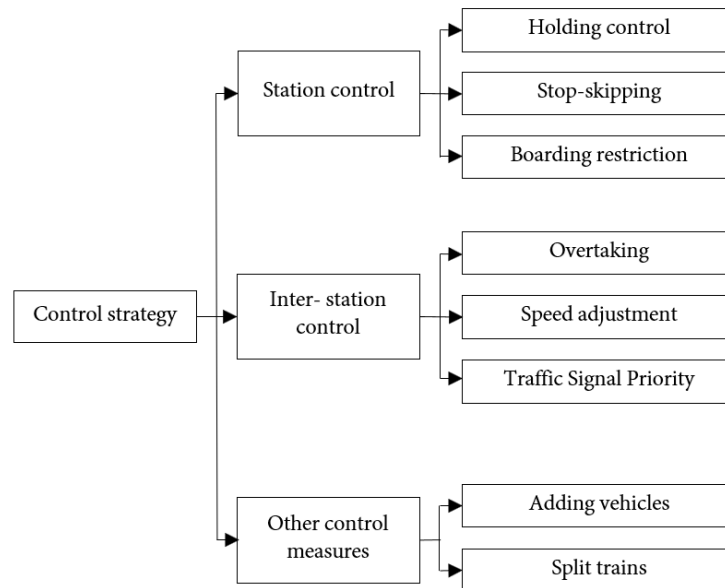 Control strategy
Station control
Holding control
Stop-skipping
Boarding restriction
Inter- station
control
Overtaking
Speed adjustment
Traffic Signal Priority
Other control
measures
Adding vehicles
Split trains